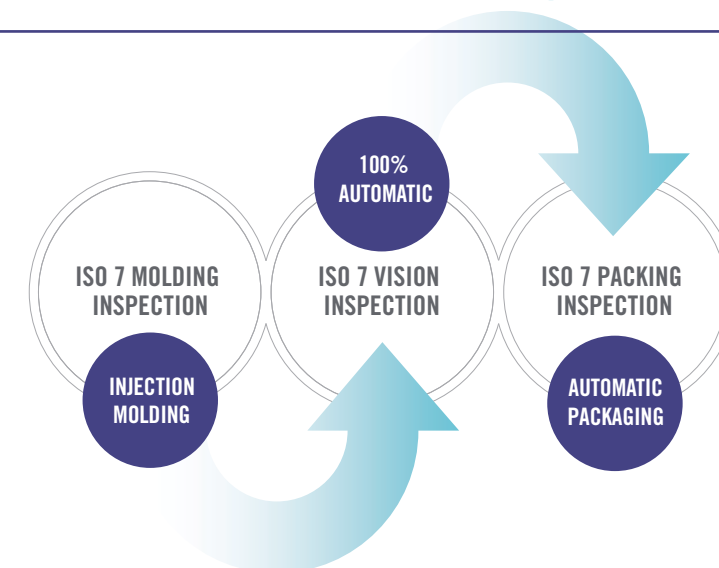 ISO 7 MOLDING
INSPECTION
INJECTION
MOLDING
100%
AUTOMATIC
ISO 7 VISION
INSPECTION
ISO 7 PACKING
INSPECTION
AUTOMATIC
PACKAGING